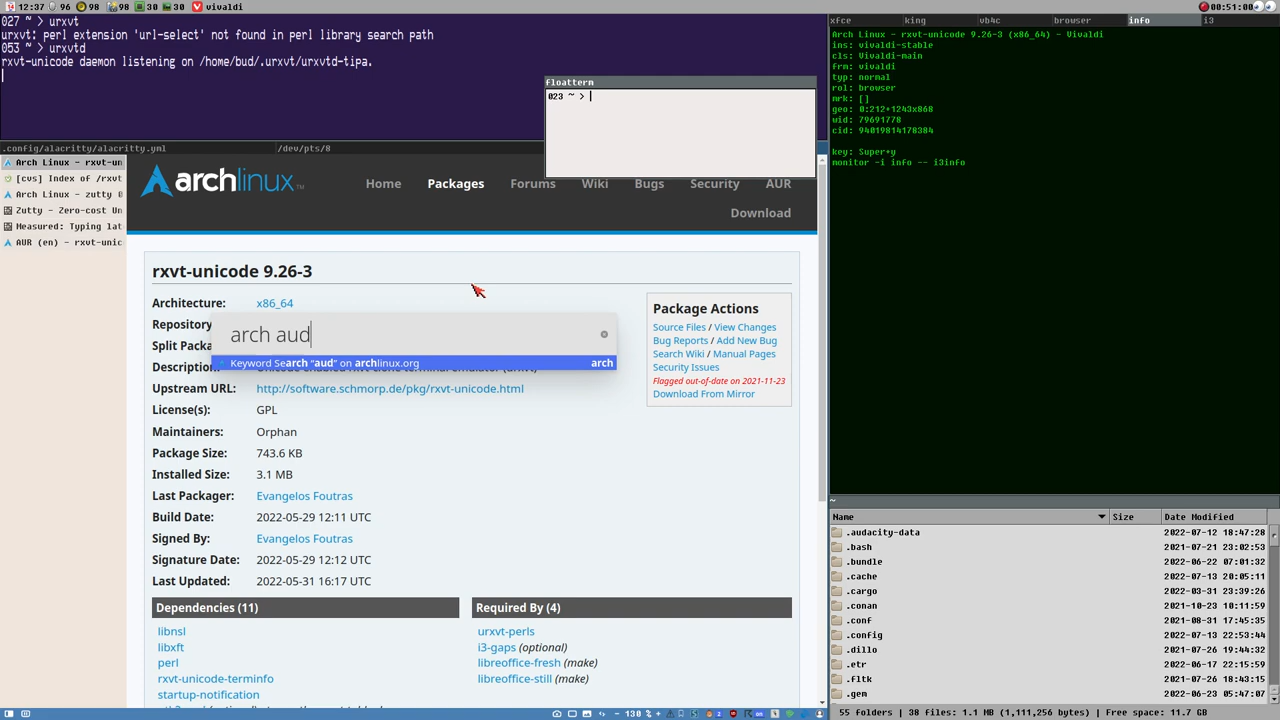 12:37 96 98 98 30 30 vivaldi 00:51:00
027 ~ > urxvt
urxvt: perl extension 'url-select' not found in perl library search path
053 ~ > urxvtd
rxvt-unicode daemon listening on /home/bud/.urxvt/urxvtd-tipa.
floatterm
023 ~ >
.config/alacritty/alacritty.yml /dev/pts/8
Arch Linux - rxvt-un
[cvs] Index of /rxvt
Arch Linux - zutty 0
Zutty - Zero-cost Un
Measured: Typing lat
AUR (en) - rxvt-unic
archlinux
Home Packages Forums Wiki Bugs Security AUR
Download
rxvt-unicode 9.26-3
Architecture: x86_64
Repository
Split Packa
arch aud
Keyword Search "aud" on archlinux.org arch
Description:
Upstream URL: http://software.schmorp.de/pkg/rxvt-unicode.html
License(s): GPL
Maintainers: Orphan
Package Size: 743.6 KB
Installed Size: 3.1 MB
Last Packager: Evangelos Foutras
Build Date: 2022-05-29 12:11 UTC
Signed By: Evangelos Foutras
Signature Date: 2022-05-29 12:12 UTC
Last Updated: 2022-05-31 16:17 UTC
Package Actions
Source Files / View Changes
Bug Reports / Add New Bug
Search Wiki / Manual Pages
Security Issues
Flagged out-of-date on 2021-11-23
Download From Mirror
Dependencies (11)
libnsl
libxft
perl
rxvt-unicode-terminfo
startup-notification
Required By (4)
urxvt-perls
i3-gaps (optional)
libreoffice-fresh (make)
libreoffice-still (make)
- 130 % +
xfce king vb4c browser info i3
Arch Linux - rxvt-unicode 9.26-3 (x86_64) - Vivaldi
ins: vivaldi-stable
cls: Vivaldi-main
frm: vivaldi
typ: normal
rol: browser
mrk: []
geo: 0:212+1243x868
wid: 79691778
cid: 94019814178384
key: Super+y
monitor -i info -- i3info
~
Name Size Date Modified
.audacity-data 2022-07-12 18:47:28
.bash 2021-07-21 23:02:53
.bundle 2022-06-22 07:01:32
.cache 2022-07-13 20:05:11
.cargo 2022-03-31 23:39:26
.conan 2021-10-23 10:11:59
.conf 2021-08-31 17:45:35
.config 2022-07-13 22:53:44
.dillo 2021-07-26 19:44:32
.etr 2022-06-17 22:15:55
.fltk 2021-07-26 18:43:15
.gem 2022-06-23 05:47:07
55 folders | 38 files: 1.1 MB (1,111,256 bytes) | Free space: 11.7 GB